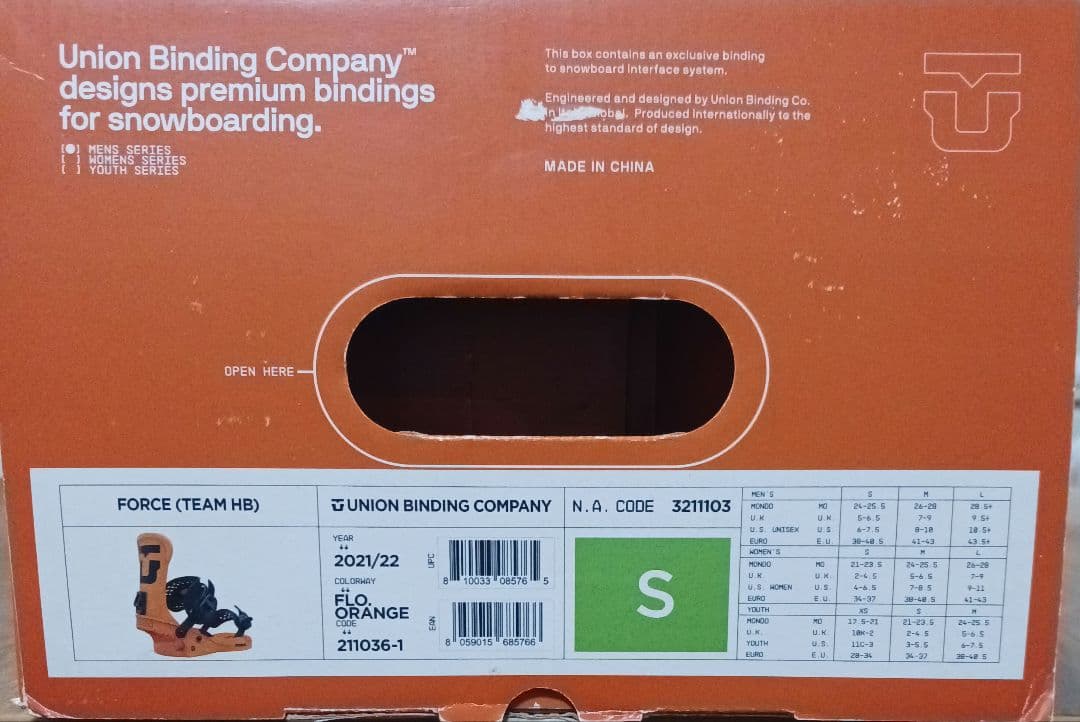 Union Binding Company™
designs premium bindings
for snowboarding.
[●] MENS SERIES
[ ] WOMENS SERIES
[ ] YOUTH SERIES
This box contains an exclusive binding
to snowboard interface system.
Engineered and designed by Union Binding Co.
Produced internationally to the
highest standard of design.
MADE IN CHINA
OPEN HERE
FORCE (TEAM HB)
UNION BINDING COMPANY
N.A. CODE 3211103
YEAR
2021/22
COLORWAY
FLO.
ORANGE
CODE
211036-1
UPC
8 10033 08576 5
EAN
8 059015 685766
S
MEN'S S M L
MONDO MO 24-25.5 26-28 28.5+
U.K U.K 5-6.5 7-9 9.5+
U.S. UNISEX U.S 6-7.5 8-10 10.5+
EURO E.U. 38-40.5 41-43 43.5+
WOMEN'S S M L
MONDO MO 21-23.5 24-25.5 26-28
U.K. U.K 2-4.5 5-6.5 7-9
U.S. WOMEN U.S. 4-6.5 7-8.5 9-11
EURO E.U. 34-37 38-40.5 41-43
YOUTH XS S M
MONDO MO 17.5-21 21-23.5 24-25.5
U.K. U.K. 10K-2 2-4.5 5-6.5
YOUTH U.S. 11C-3 3-5.5 6-7.5
EURO E.U. 28-34 34-37 38-40.5